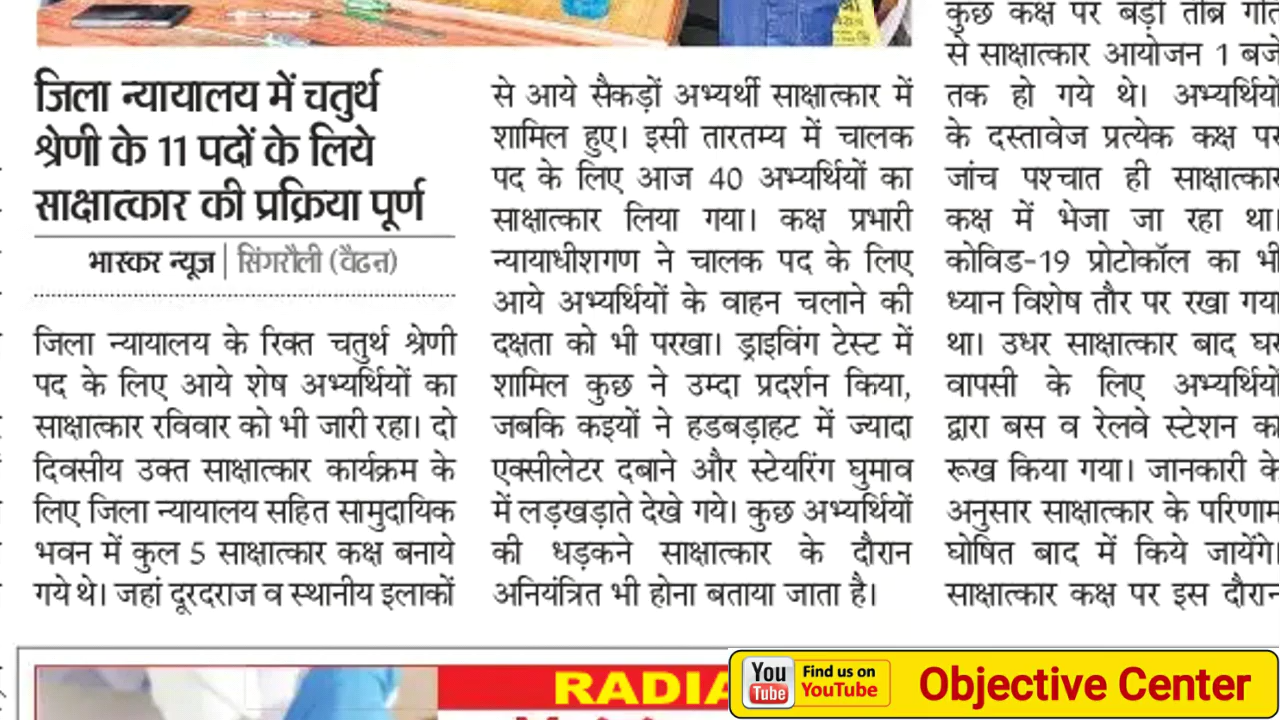 जिला न्यायालय में चतुर्थ
श्रेणी के 11 पदों के लिये
साक्षात्कार की प्रक्रिया पूर्ण
भास्कर न्यूज | सिंगरौली (वैढन)
जिला न्यायालय के रिक्त चतुर्थ श्रेणी
पद के लिए आये शेष अभ्यर्थियों का
साक्षात्कार रविवार को भी जारी रहा। दो
दिवसीय उक्त साक्षात्कार कार्यक्रम के
लिए जिला न्यायालय सहित सामुदायिक
भवन में कुल 5 साक्षात्कार कक्ष बनाये
गये थे। जहां दूरदराज व स्थानीय इलाकों
से आये सैकड़ों अभ्यर्थी साक्षात्कार में
शामिल हुए। इसी तारतम्य में चालक
पद के लिए आज 40 अभ्यर्थियों का
साक्षात्कार लिया गया। कक्ष प्रभारी
न्यायाधीशगण ने चालक पद के लिए
आये अभ्यर्थियों के वाहन चलाने की
दक्षता को भी परखा। ड्राइविंग टेस्ट में
शामिल कुछ ने उम्दा प्रदर्शन किया,
जबकि कइयों ने हडबड़ाहट में ज्यादा
एक्सीलेटर दबाने और स्टेयरिंग घुमाव
में लड़खड़ाते देखे गये। कुछ अभ्यर्थियों
की धड़कने साक्षात्कार के दौरान
अनियंत्रित भी होना बताया जाता है।
कुछ कक्ष पर बड़ी तीब्र गति
से साक्षात्कार आयोजन 1 बजे
तक हो गये थे। अभ्यर्थियों
के दस्तावेज प्रत्येक कक्ष पर
जांच पश्चात ही साक्षात्कार
कक्ष में भेजा जा रहा था।
कोविड-19 प्रोटोकॉल का भी
ध्यान विशेष तौर पर रखा गया
था। उधर साक्षात्कार बाद घर
वापसी के लिए अभ्यर्थियों
द्वारा बस व रेलवे स्टेशन का
रूख किया गया। जानकारी के
अनुसार साक्षात्कार के परिणाम
घोषित बाद में किये जायेंगे।
साक्षात्कार कक्ष पर इस दौरान
RADIA
You Tube Find us on YouTube
Objective Center